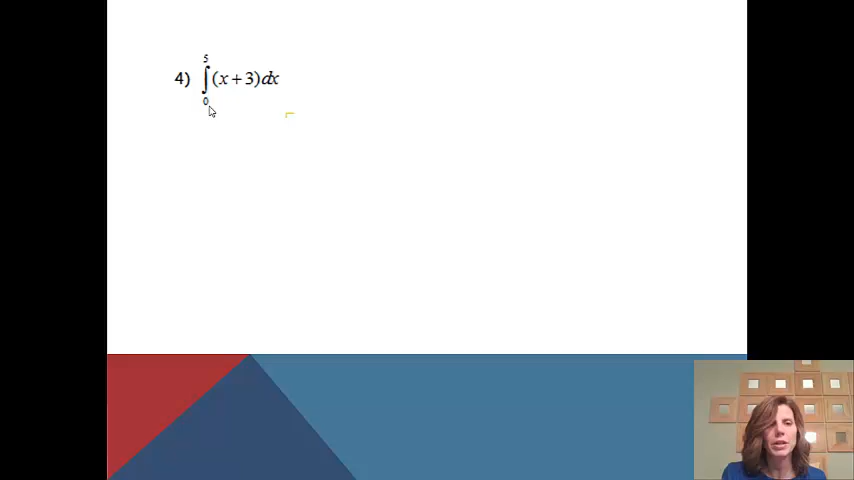 4) ∫₀⁵ (x + 3)dx